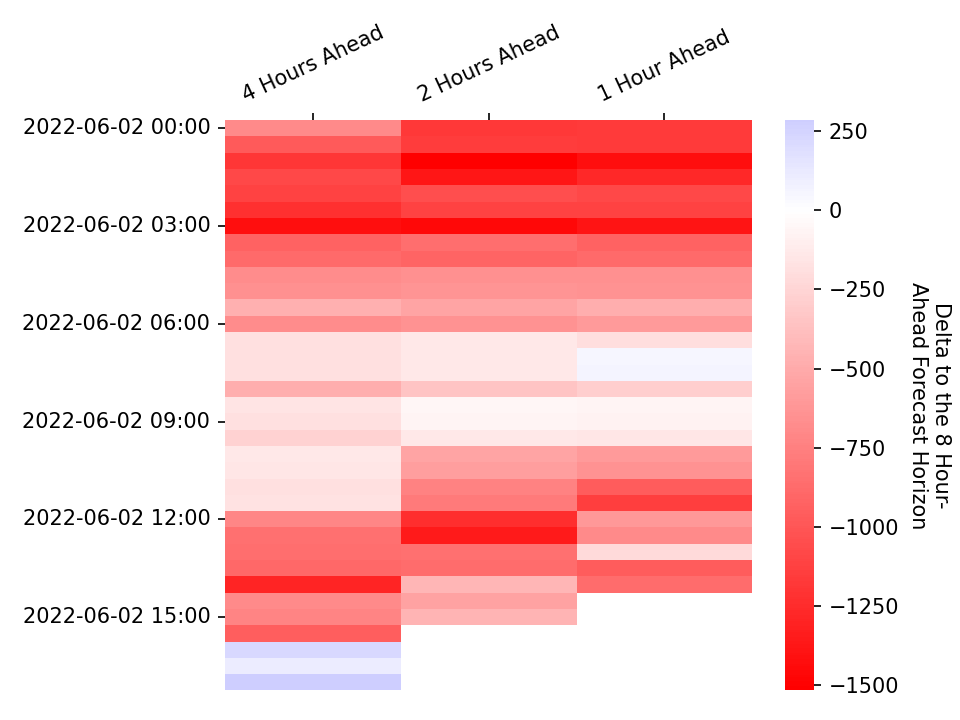 4 Hours Ahead
2 Hours Ahead
1 Hour Ahead
2022-06-02 00:00
2022-06-02 03:00
2022-06-02 06:00
2022-06-02 09:00
2022-06-02 12:00
2022-06-02 15:00
250
0
−250
−500
−750
−1000
−1250
−1500
Delta to the 8 Hour-
Ahead Forecast Horizon